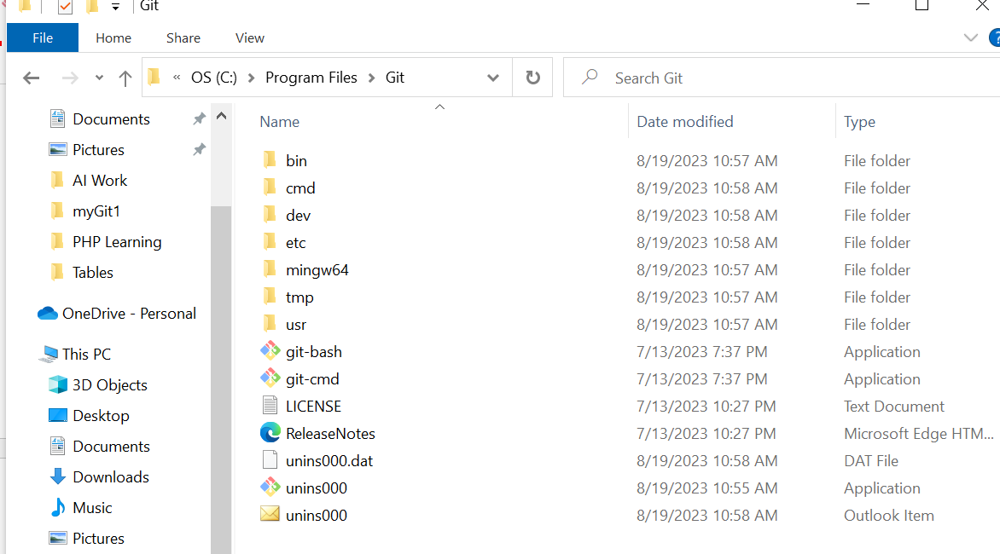 Git
File Home Share View
« OS (C:) > Program Files > Git Search Git
Documents
Pictures
AI Work
myGit1
PHP Learning
Tables
OneDrive - Personal
This PC
3D Objects
Desktop
Documents
Downloads
Music
Pictures
Name Date modified Type
bin 8/19/2023 10:57 AM File folder
cmd 8/19/2023 10:58 AM File folder
dev 8/19/2023 10:58 AM File folder
etc 8/19/2023 10:58 AM File folder
mingw64 8/19/2023 10:57 AM File folder
tmp 8/19/2023 10:57 AM File folder
usr 8/19/2023 10:57 AM File folder
git-bash 7/13/2023 7:37 PM Application
git-cmd 7/13/2023 7:37 PM Application
LICENSE 7/13/2023 10:27 PM Text Document
ReleaseNotes 7/13/2023 10:27 PM Microsoft Edge HTM...
unins000.dat 8/19/2023 10:58 AM DAT File
unins000 8/19/2023 10:55 AM Application
unins000 8/19/2023 10:58 AM Outlook Item